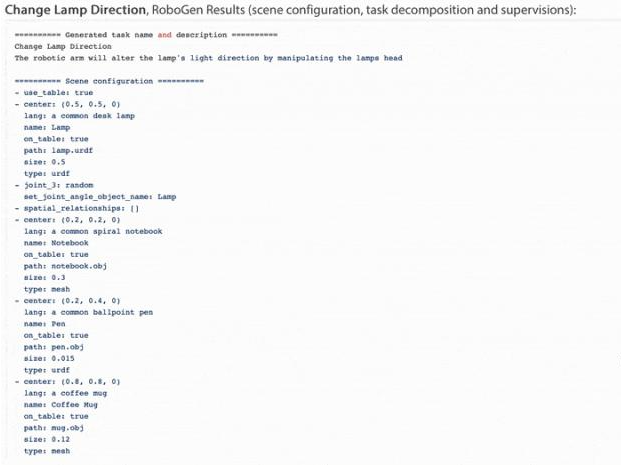 Change Lamp Direction, RoboGen Results (scene configuration, task decomposition and supervisions):
========== Generated task name and description ==========
Change Lamp Direction
The robotic arm will alter the lamp's light direction by manipulating the lamps head
========== Scene configuration ==========
- use_table: true
- center: (0.5, 0.5, 0)
lang: a common desk lamp
name: Lamp
on_table: true
path: lamp.urdf
size: 0.5
type: urdf
- joint_3: random
set_joint_angle_object_name: Lamp
- spatial_relationships: []
- center: (0.2, 0.2, 0)
lang: a common spiral notebook
name: Notebook
on_table: true
path: notebook.obj
size: 0.3
type: mesh
- center: (0.2, 0.4, 0)
lang: a common ballpoint pen
name: Pen
on_table: true
path: pen.obj
size: 0.015
type: urdf
- center: (0.8, 0.8, 0)
lang: a coffee mug
name: Coffee Mug
on_table: true
path: mug.obj
size: 0.12
type: mesh